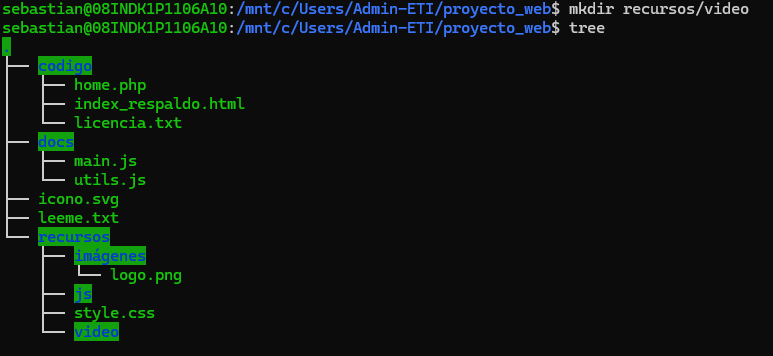 sebastian@08INDK1P1106A10:/mnt/c/Users/Admin-ETI/proyecto_web$ mkdir recursos/video
sebastian@08INDK1P1106A10:/mnt/c/Users/Admin-ETI/proyecto_web$ tree
.
├── codigo
│   ├── home.php
│   ├── index_respaldo.html
│   └── licencia.txt
├── docs
│   ├── main.js
│   └── utils.js
├── icono.svg
├── leeme.txt
└── recursos
    ├── imágenes
    │   └── logo.png
    ├── js
    ├── style.css
    └── video